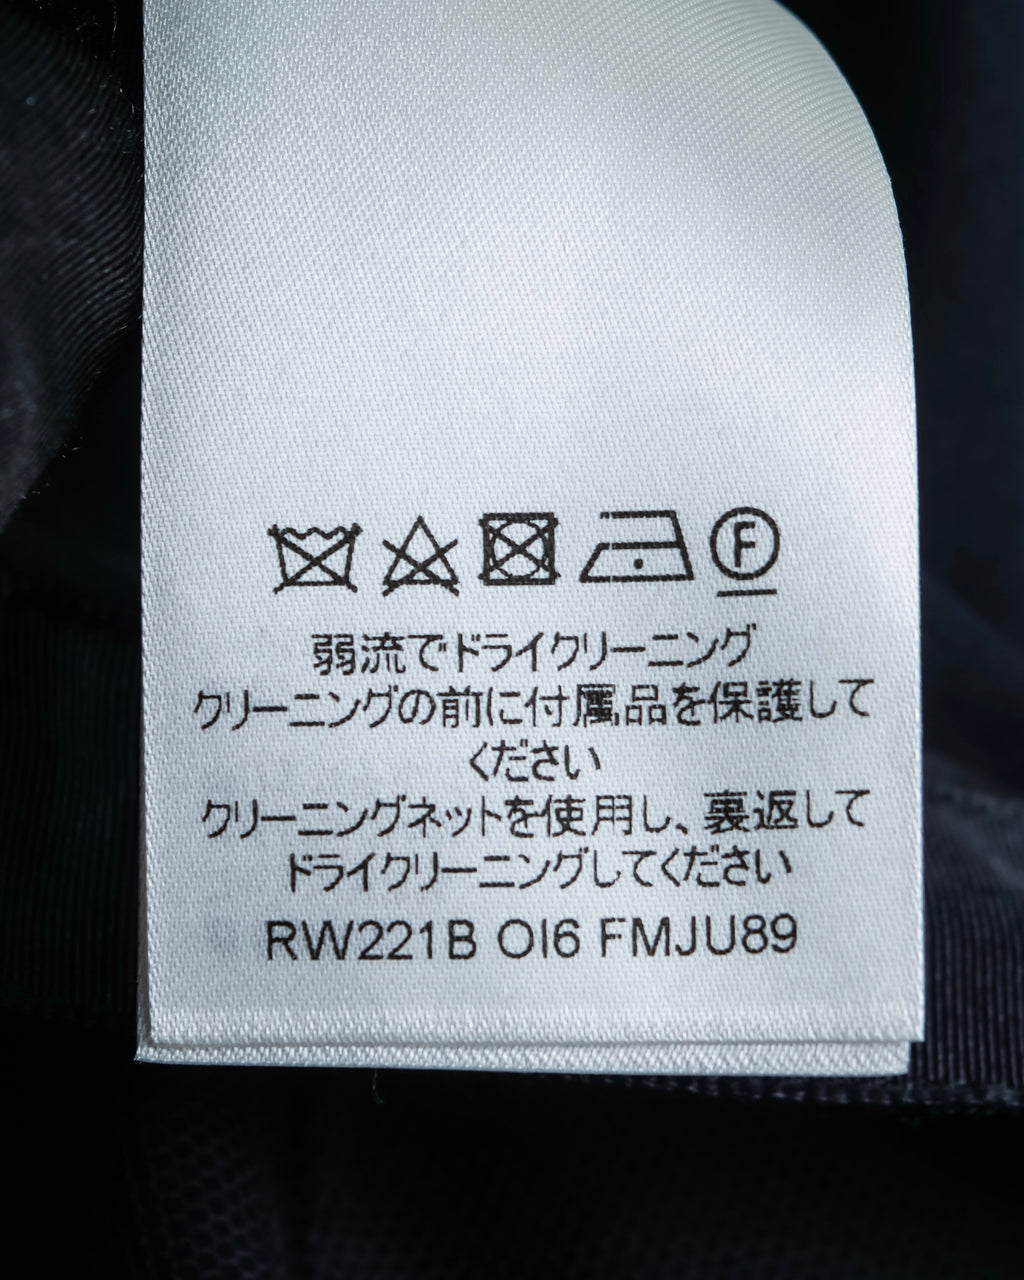 F
弱流でドライクリーニング
クリーニングの前に付属品を保護して
ください
クリーニングネットを使用し、裏返して
ドライクリーニングしてください
RW221B OI6 FMJU89